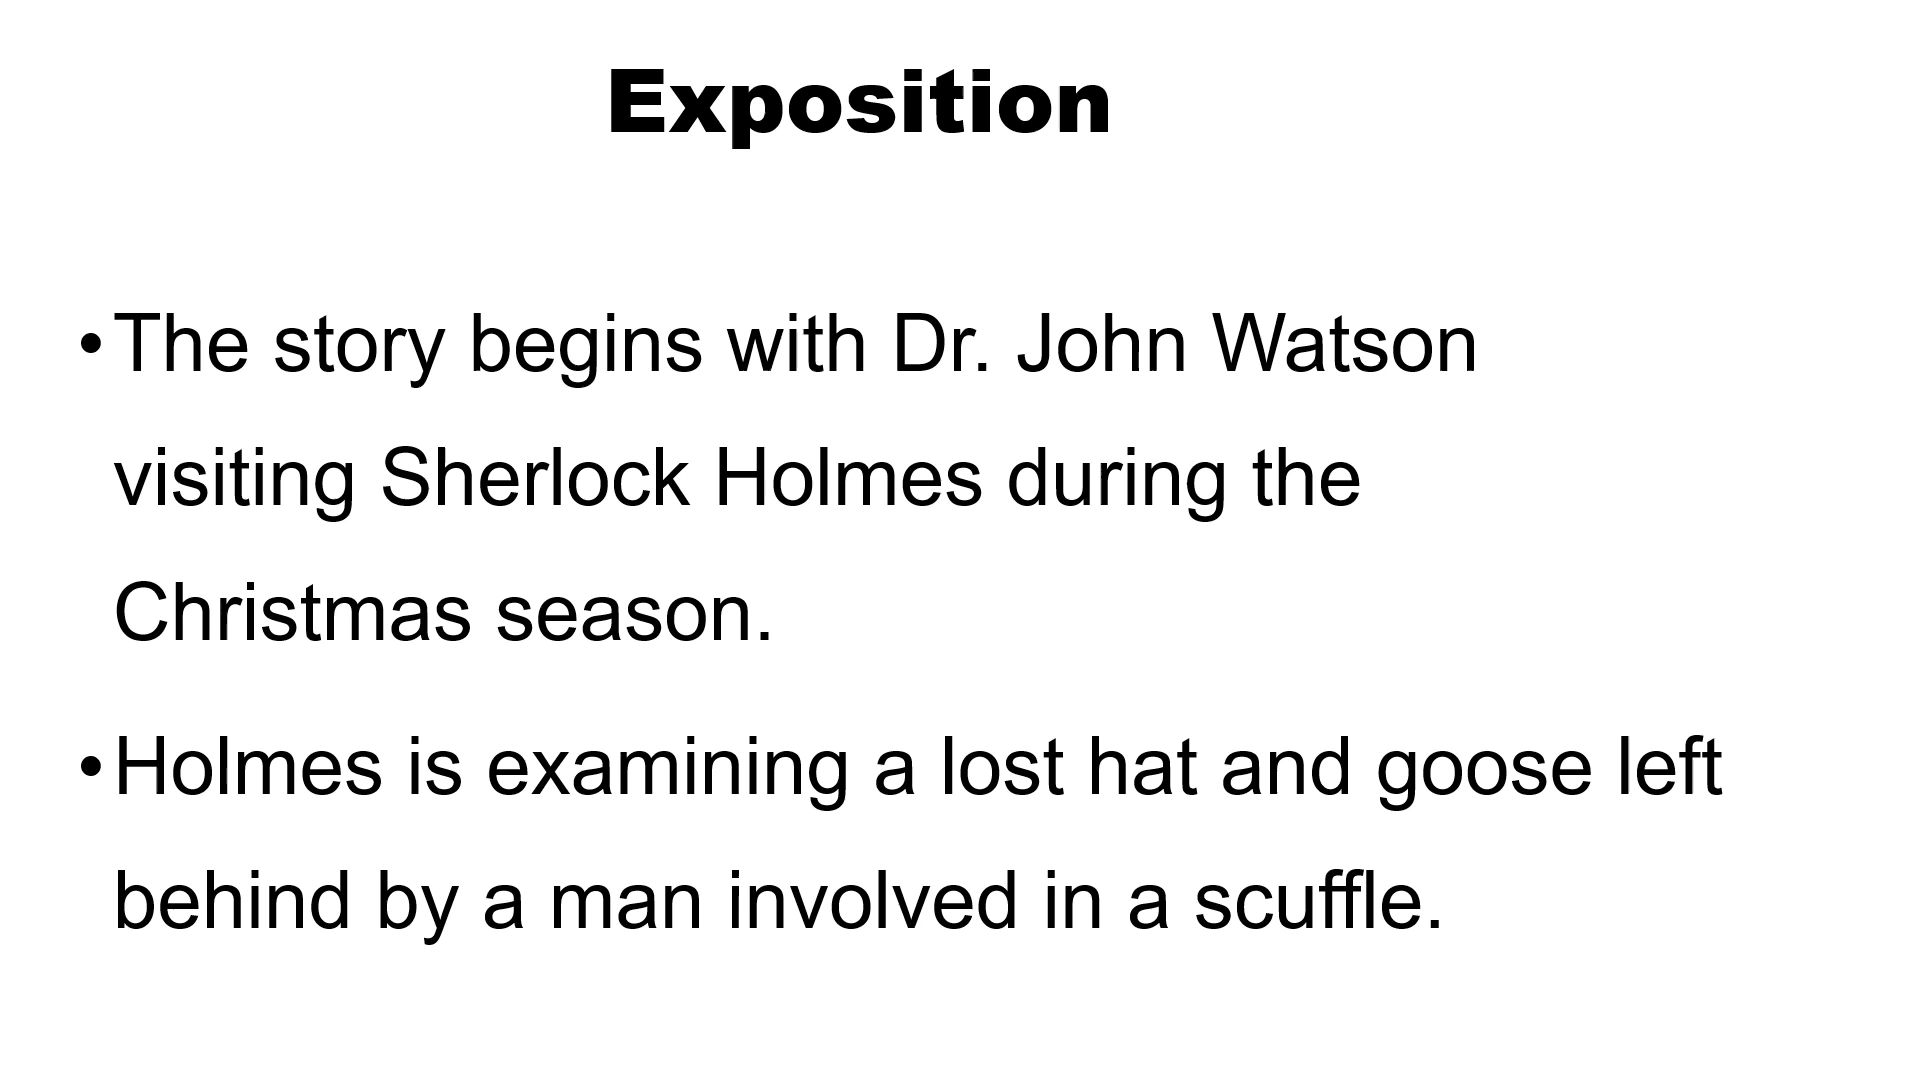 Exposition
• The story begins with Dr. John Watson
visiting Sherlock Holmes during the
Christmas season.
• Holmes is examining a lost hat and goose left
behind by a man involved in a scuffle.